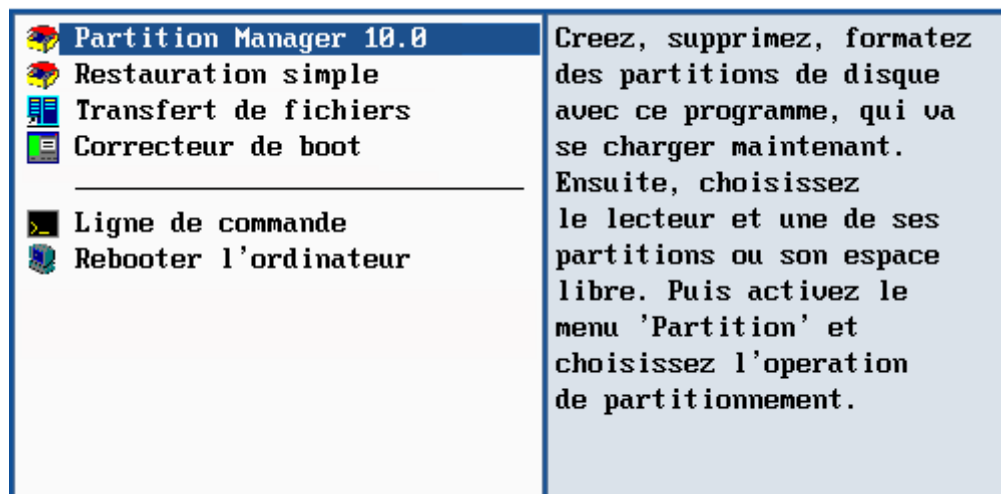 Partition Manager 10.0
Restauration simple
Transfert de fichiers
Correcteur de boot
Ligne de commande
Rebooter l'ordinateur
Creez, supprimez, formatez
des partitions de disque
avec ce programme, qui va
se charger maintenant.
Ensuite, choisissez
le lecteur et une de ses
partitions ou son espace
libre. Puis activez le
menu 'Partition' et
choisissez l'operation
de partitionnement.